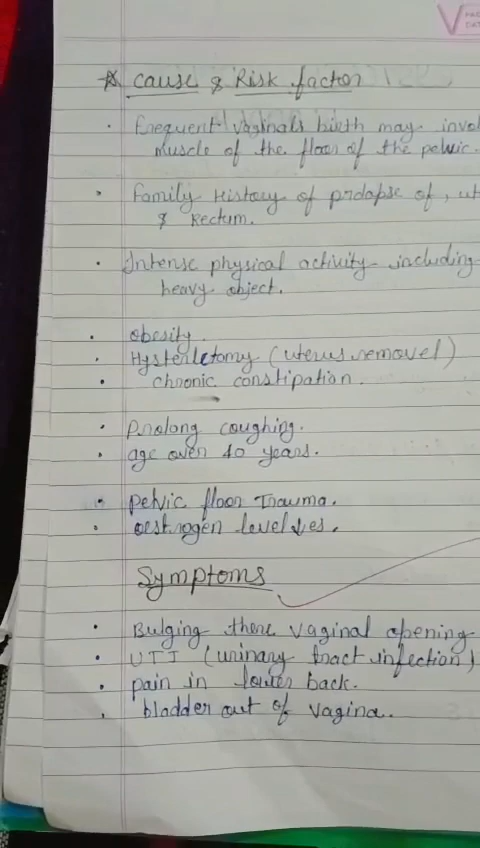 PAG
DAT
☆ cause & Risk factor
• frequent vaginals birth may invol
muscle of the floor of the pelvic.
• family History of prolapse of, ut
& Rectum.
• Intense physical activity including
heavy object.
• obesity.
• Hysterectomy (uterus removel)
• chronic constipation.
• Prolong coughing.
• age over 40 years.
• pelvic floor Trauma.
• oestrogen level ↓es.
Symptoms
• Bulging there vaginal opening
• UTI (urinary tract infection)
• pain in lower back.
• bladder out of vagina.